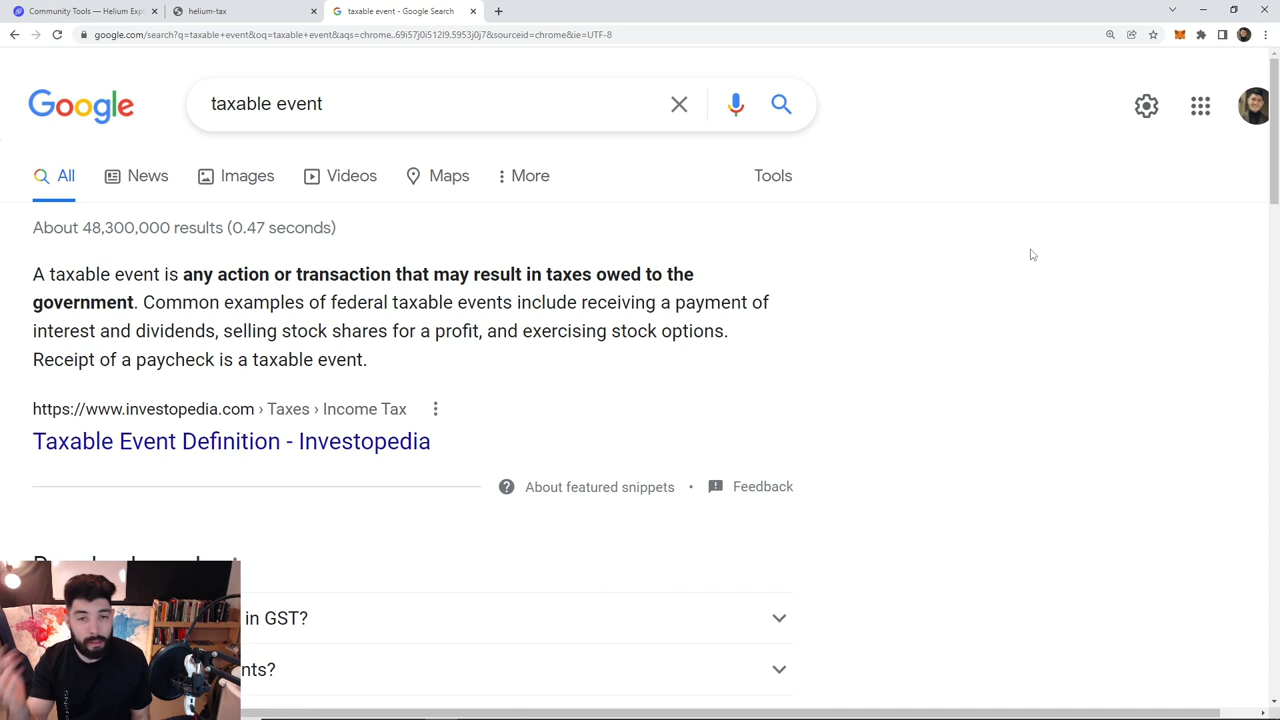 Community Tools — Helium Exp
helium-tax
taxable event - Google Search
google.com/search?q=taxable+event&oq=taxable+event&aqs=chrome..69i57j0i512l9.5953j0j7&sourceid=chrome&ie=UTF-8
Google
taxable event
All
News
Images
Videos
Maps
More
Tools
About 48,300,000 results (0.47 seconds)
A taxable event is any action or transaction that may result in taxes owed to the
government. Common examples of federal taxable events include receiving a payment of
interest and dividends, selling stock shares for a profit, and exercising stock options.
Receipt of a paycheck is a taxable event.
https://www.investopedia.com › Taxes › Income Tax
Taxable Event Definition - Investopedia
About featured snippets • Feedback
in GST?
nts?